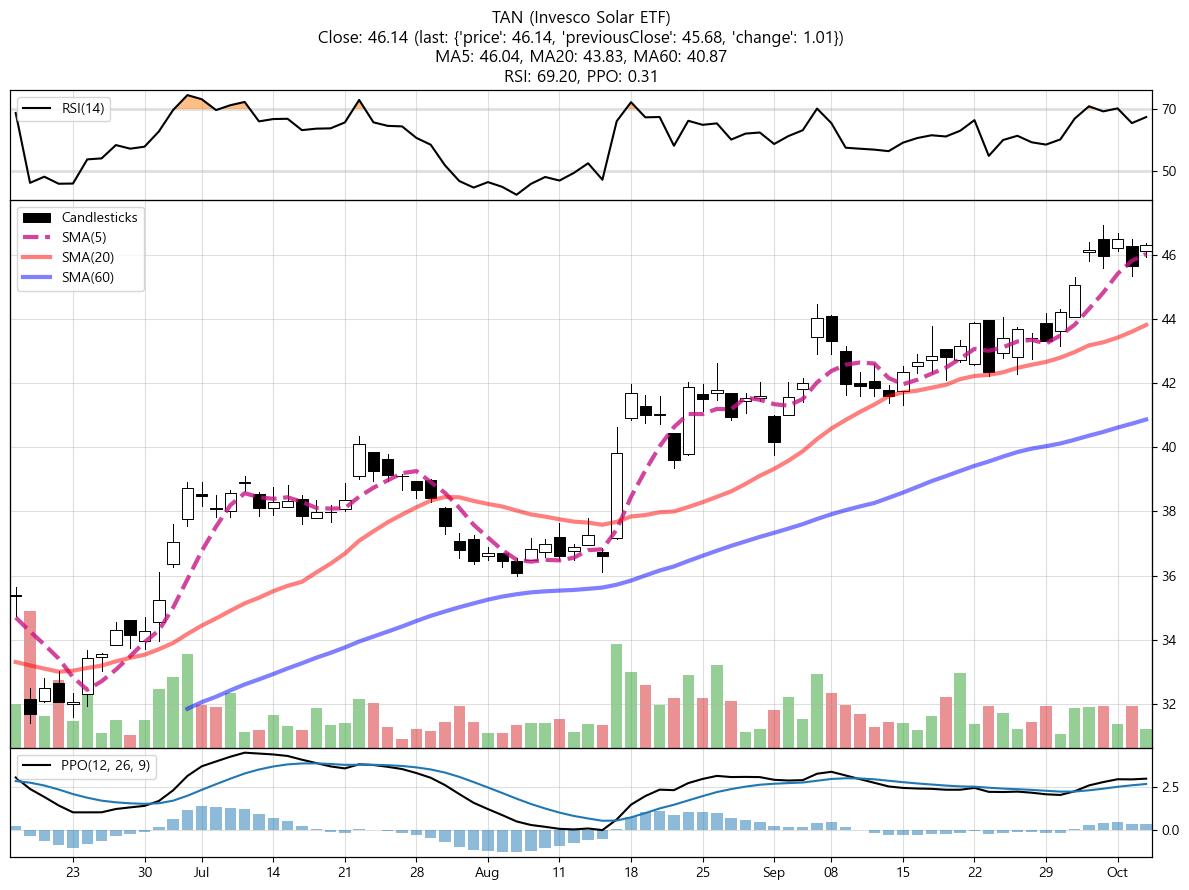 TAN (Invesco Solar ETF)
Close: 46.14 (last: {'price': 46.14, 'previousClose': 45.68, 'change': 1.01})
MA5: 46.04, MA20: 43.83, MA60: 40.87
RSI: 69.20, PPO: 0.31
RSI(14)
70
50
Candlesticks
SMA(5)
SMA(20)
SMA(60)
46
44
42
40
38
36
34
32
PPO(12, 26, 9)
2.5
0.0
23 30 Jul 14 21 28 Aug 11 18 25 Sep 08 15 22 29 Oct